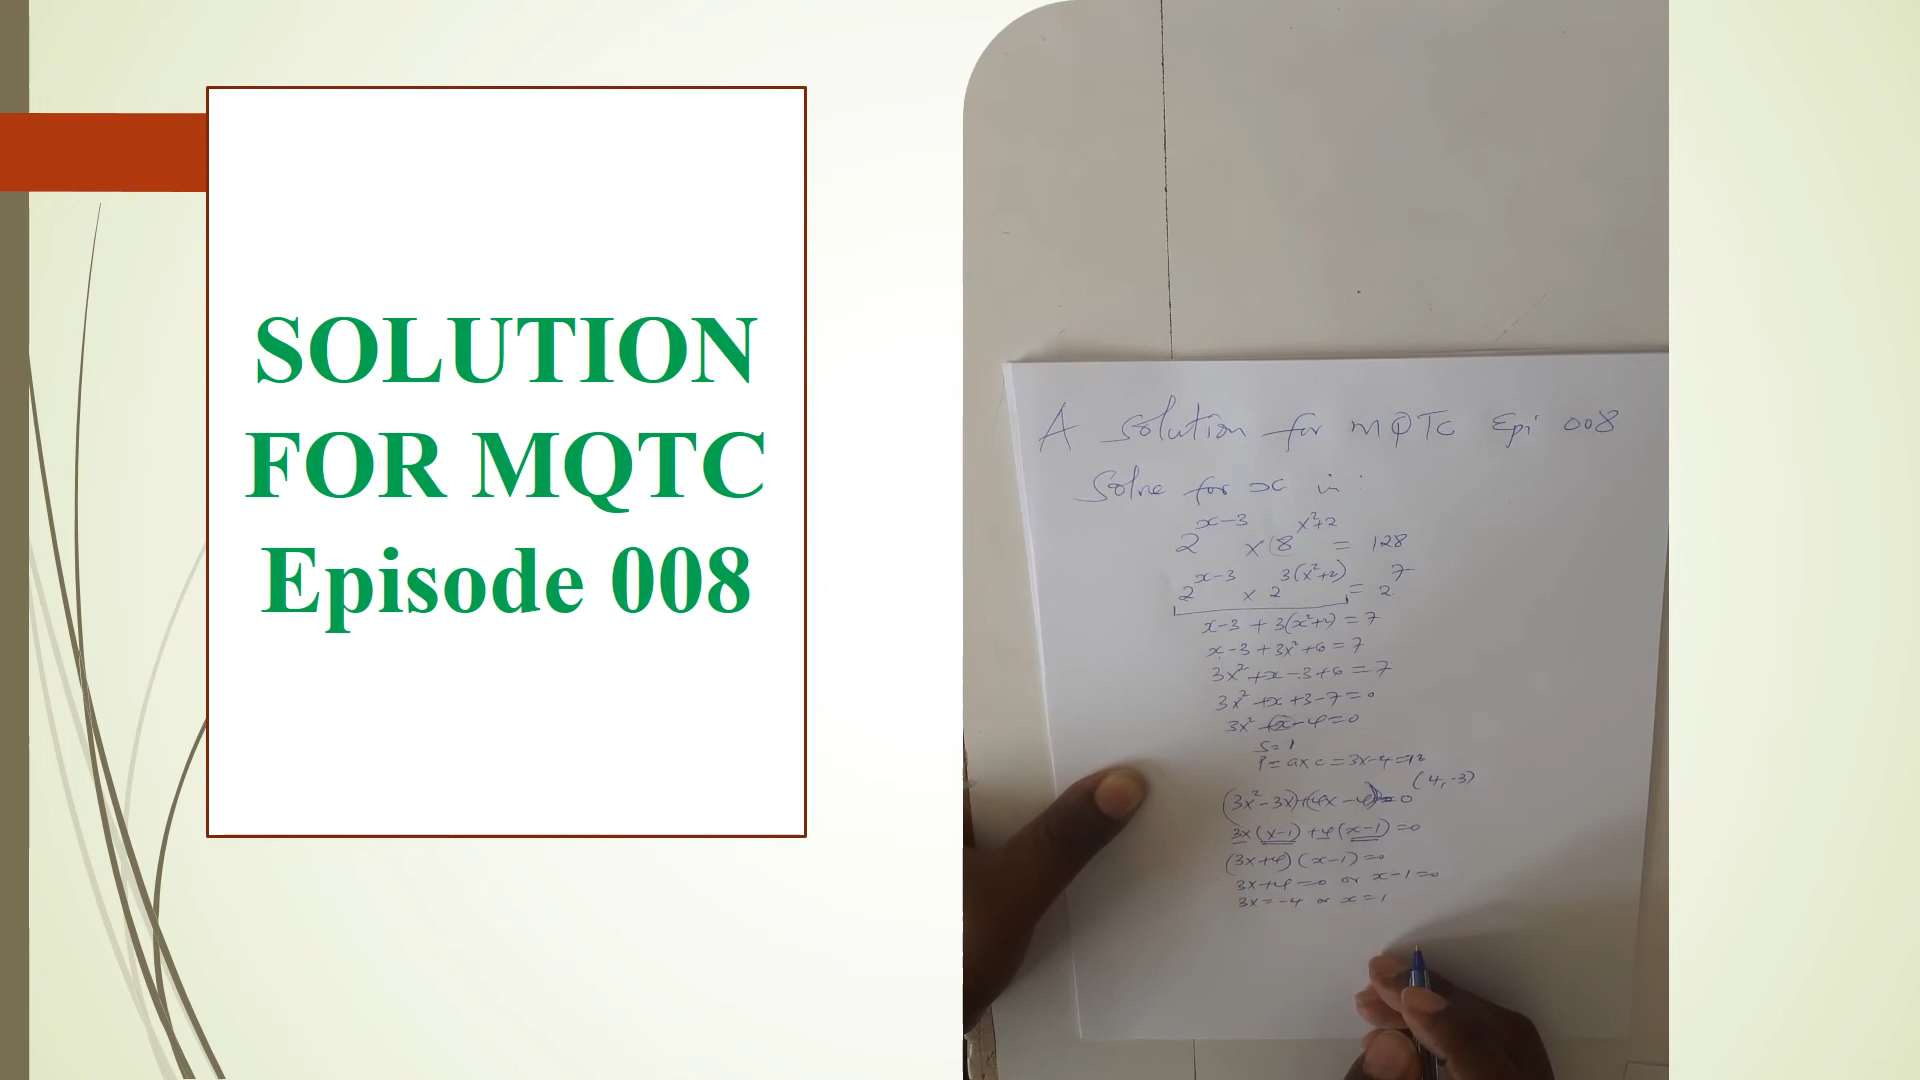 SOLUTION
FOR MQTC
Episode 008
A Solution for MQTC Epi 008
Solve for x in:
2^(x-3) × 8^(x²+2) = 128
2^(x-3) × 2^(3(x²+2)) = 2^7
x-3 + 3(x²+2) = 7
x-3+3x²+6=7
3x²+x-3+6=7
3x²+x+3-7=0
3x²+x-4=0
S=1
P=axc=3x-4=-12
(4,-3)
(3x²-3x)+(4x-4)=0
3x(x-1)+4(x-1)=0
(3x+4)(x-1)=0
3x+4=0 or x-1=0
3x=-4 or x=1